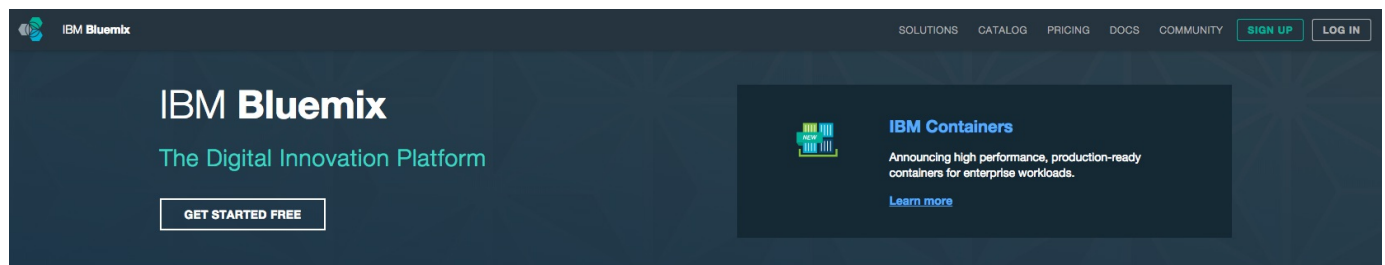 IBM Bluemix
SOLUTIONS CATALOG PRICING DOCS COMMUNITY SIGN UP LOG IN
IBM Bluemix
The Digital Innovation Platform
GET STARTED FREE
NEW
IBM Containers
Announcing high performance, production-ready
containers for enterprise workloads.
Learn more